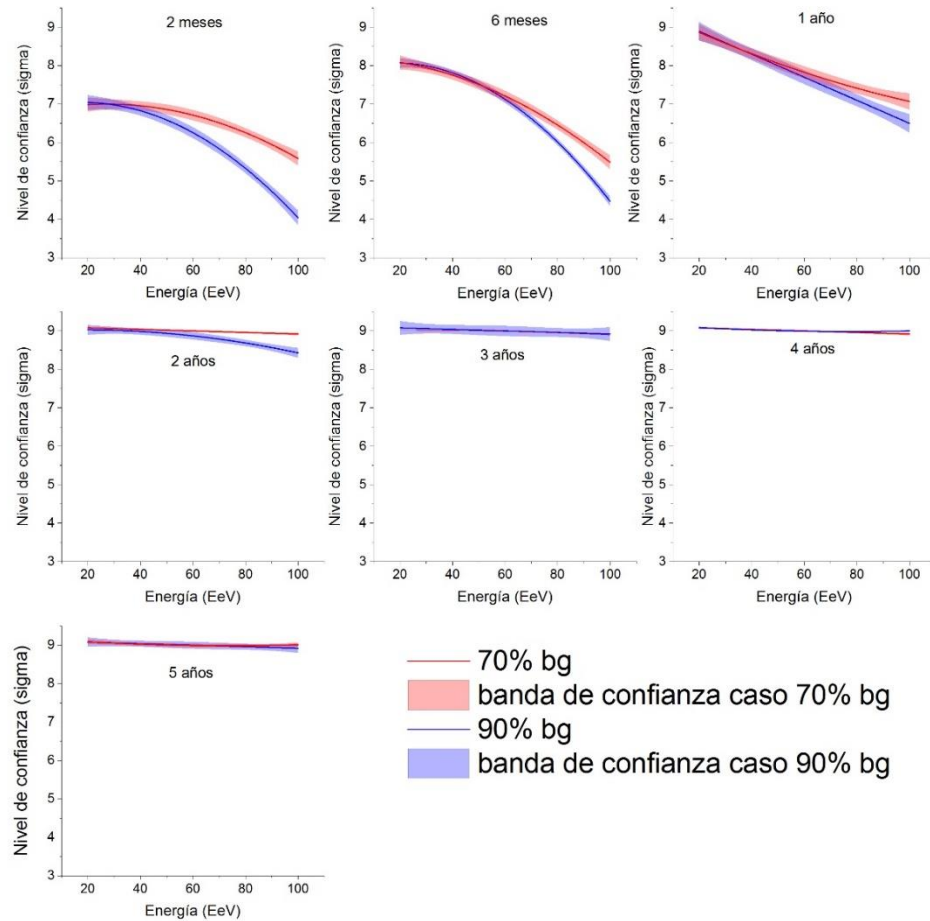 2 meses
Nivel de confianza (sigma)
9
8
7
6
5
4
3
20 40 60 80 100
Energía (EeV)
6 meses
Nivel de confianza (sigma)
9
8
7
6
5
4
3
20 40 60 80 100
Energía (EeV)
1 año
Nivel de confianza (sigma)
9
8
7
6
5
4
3
20 40 60 80 100
Energía (EeV)
2 años
Nivel de confianza (sigma)
9
8
7
6
5
4
3
20 40 60 80 100
Energía (EeV)
3 años
Nivel de confianza (sigma)
9
8
7
6
5
4
3
20 40 60 80 100
Energía (EeV)
4 años
Nivel de confianza (sigma)
9
8
7
6
5
4
3
20 40 60 80 100
Energía (EeV)
5 años
Nivel de confianza (sigma)
9
8
7
6
5
4
3
20 40 60 80 100
Energía (EeV)
70% bg
banda de confianza caso 70% bg
90% bg
banda de confianza caso 90% bg